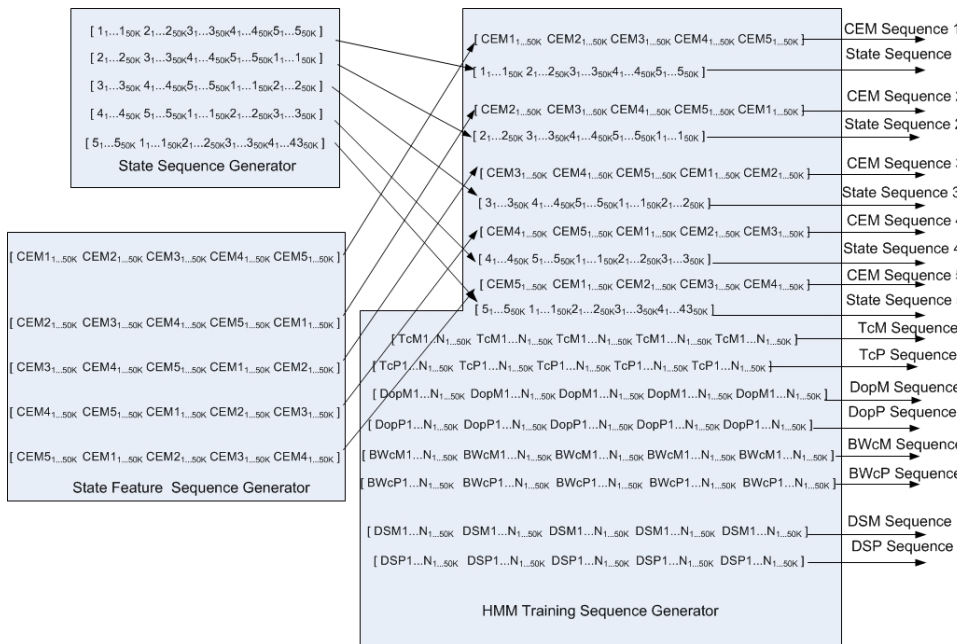 [ 1₁...1₅₀ₖ 2₁...2₅₀ₖ3₁...3₅₀ₖ4₁...4₅₀ₖ5₁...5₅₀ₖ ]
[ 2₁...2₅₀ₖ 3₁...3₅₀ₖ4₁...4₅₀ₖ5₁...5₅₀ₖ1₁...1₅₀ₖ ]
[ 3₁...3₅₀ₖ 4₁...4₅₀ₖ5₁...5₅₀ₖ1₁...1₅₀ₖ2₁...2₅₀ₖ ]
[ 4₁...4₅₀ₖ 5₁...5₅₀ₖ1₁...1₅₀ₖ2₁...2₅₀ₖ3₁...3₅₀ₖ ]
[ 5₁...5₅₀ₖ 1₁...1₅₀ₖ2₁...2₅₀ₖ3₁...3₅₀ₖ4₁...43₅₀ₖ ]
State Sequence Generator
[ CEM1₁...₅₀ₖ CEM2₁...₅₀ₖ CEM3₁...₅₀ₖ CEM4₁...₅₀ₖ CEM5₁...₅₀ₖ ]
[ CEM2₁...₅₀ₖ CEM3₁...₅₀ₖ CEM4₁...₅₀ₖ CEM5₁...₅₀ₖ CEM1₁...₅₀ₖ ]
[ CEM3₁...₅₀ₖ CEM4₁...₅₀ₖ CEM5₁...₅₀ₖ CEM1₁...₅₀ₖ CEM2₁...₅₀ₖ ]
[ CEM4₁...₅₀ₖ CEM5₁...₅₀ₖ CEM1₁...₅₀ₖ CEM2₁...₅₀ₖ CEM3₁...₅₀ₖ ]
[ CEM5₁...₅₀ₖ CEM1₁...₅₀ₖ CEM2₁...₅₀ₖ CEM3₁...₅₀ₖ CEM4₁...₅₀ₖ ]
State Feature Sequence Generator
[ CEM1₁...₅₀ₖ CEM2₁...₅₀ₖ CEM3₁...₅₀ₖ CEM4₁...₅₀ₖ CEM5₁...₅₀ₖ ]
CEM Sequence 1
[ 1₁...1₅₀ₖ 2₁...2₅₀ₖ3₁...3₅₀ₖ4₁...4₅₀ₖ5₁...5₅₀ₖ ]
State Sequence
[ CEM2₁...₅₀ₖ CEM3₁...₅₀ₖ CEM4₁...₅₀ₖ CEM5₁...₅₀ₖ CEM1₁...₅₀ₖ ]
CEM Sequence 2
[ 2₁...2₅₀ₖ 3₁...3₅₀ₖ4₁...4₅₀ₖ5₁...5₅₀ₖ1₁...1₅₀ₖ ]
State Sequence 2
[ CEM3₁...₅₀ₖ CEM4₁...₅₀ₖ CEM5₁...₅₀ₖ CEM1₁...₅₀ₖ CEM2₁...₅₀ₖ ]
CEM Sequence 3
[ 3₁...3₅₀ₖ 4₁...4₅₀ₖ5₁...5₅₀ₖ1₁...1₅₀ₖ2₁...2₅₀ₖ ]
State Sequence 3
[ CEM4₁...₅₀ₖ CEM5₁...₅₀ₖ CEM1₁...₅₀ₖ CEM2₁...₅₀ₖ CEM3₁...₅₀ₖ ]
CEM Sequence 4
[ 4₁...4₅₀ₖ 5₁...5₅₀ₖ1₁...1₅₀ₖ2₁...2₅₀ₖ3₁...3₅₀ₖ ]
State Sequence 4
[ CEM5₁...₅₀ₖ CEM1₁...₅₀ₖ CEM2₁...₅₀ₖ CEM3₁...₅₀ₖ CEM4₁...₅₀ₖ ]
CEM Sequence 5
[ 5₁...5₅₀ₖ 1₁...1₅₀ₖ2₁...2₅₀ₖ3₁...3₅₀ₖ4₁...43₅₀ₖ ]
State Sequence
[ TcM1...N₁...₅₀ₖ TcM1...N₁...₅₀ₖ TcM1...N₁...₅₀ₖ TcM1...N₁...₅₀ₖ TcM1...N₁...₅₀ₖ ]
TcM Sequence
[ TcP1...N₁...₅₀ₖ TcP1...N₁...₅₀ₖ TcP1...N₁...₅₀ₖ TcP1...N₁...₅₀ₖ TcP1...N₁...₅₀ₖ ]
TcP Sequence
[ DopM1...N₁...₅₀ₖ DopM1...N₁...₅₀ₖ DopM1...N₁...₅₀ₖ DopM1...N₁...₅₀ₖ DopM1...N₁...₅₀ₖ ]
DopM Sequence
[ DopP1...N₁...₅₀ₖ DopP1...N₁...₅₀ₖ DopP1...N₁...₅₀ₖ DopP1...N₁...₅₀ₖ DopP1...N₁...₅₀ₖ ]
DopP Sequence
[ BWcM1...N₁...₅₀ₖ BWcM1...N₁...₅₀ₖ BWcM1...N₁...₅₀ₖ BWcM1...N₁...₅₀ₖ BWcM1...N₁...₅₀ₖ ]
BWcM Sequence
[ BWcP1...N₁...₅₀ₖ BWcP1...N₁...₅₀ₖ BWcP1...N₁...₅₀ₖ BWcP1...N₁...₅₀ₖ BWcP1...N₁...₅₀ₖ ]
BWcP Sequence
[ DSM1...N₁...₅₀ₖ DSM1...N₁...₅₀ₖ DSM1...N₁...₅₀ₖ DSM1...N₁...₅₀ₖ DSM1...N₁...₅₀ₖ ]
DSM Sequence
[ DSP1...N₁...₅₀ₖ DSP1...N₁...₅₀ₖ DSP1...N₁...₅₀ₖ DSP1...N₁...₅₀ₖ DSP1...N₁...₅₀ₖ ]
DSP Sequence
HMM Training Sequence Generator